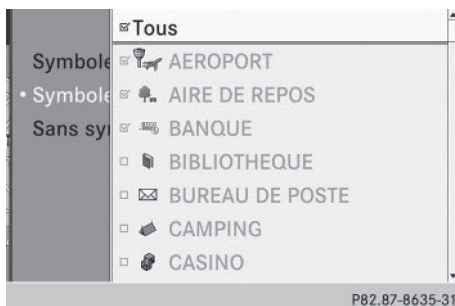 Tous
Symbole
AEROPORT
• Symbole
AIRE DE REPOS
Sans
BANQUE
BIBLIOTHEQUE
BUREAU DE POSTE
CAMPING
CASINO
P82.87-8635-31